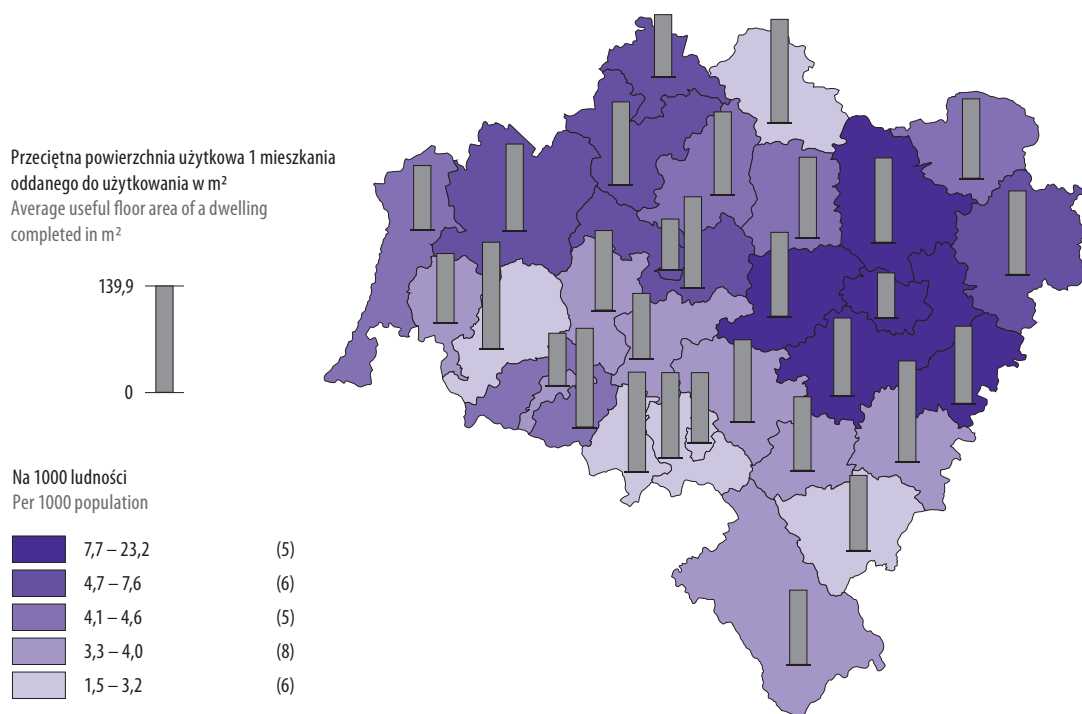 Przeciętna powierzchnia użytkowa 1 mieszkania
oddanego do użytkowania w m²
Average useful floor area of a dwelling
completed in m²
139,9
0
Na 1000 ludności
Per 1000 population
7,7 – 23,2 (5)
4,7 – 7,6 (6)
4,1 – 4,6 (5)
3,3 – 4,0 (8)
1,5 – 3,2 (6)